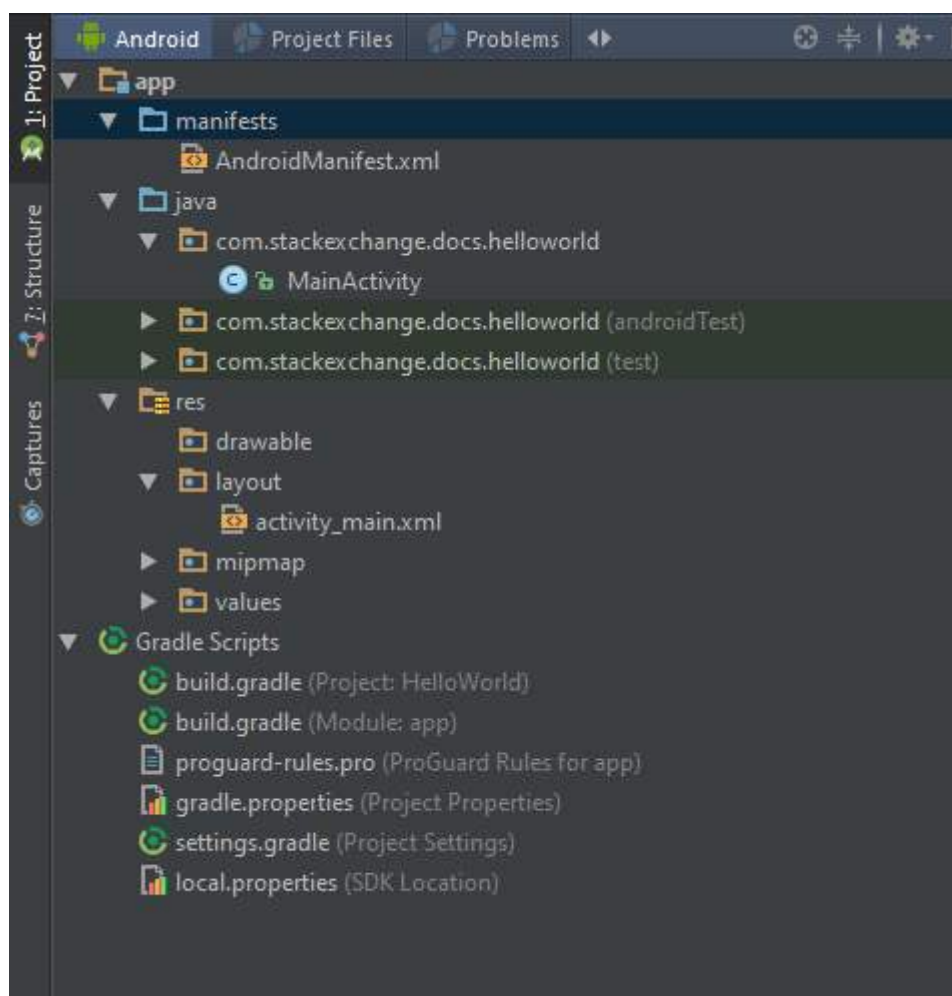 1: Project
7: Structure
Captures
Android Project Files Problems
app
manifests
AndroidManifest.xml
java
com.stackexchange.docs.helloworld
MainActivity
com.stackexchange.docs.helloworld (androidTest)
com.stackexchange.docs.helloworld (test)
res
drawable
layout
activity_main.xml
mipmap
values
Gradle Scripts
build.gradle (Project: HelloWorld)
build.gradle (Module: app)
proguard-rules.pro (ProGuard Rules for app)
gradle.properties (Project Properties)
settings.gradle (Project Settings)
local.properties (SDK Location)